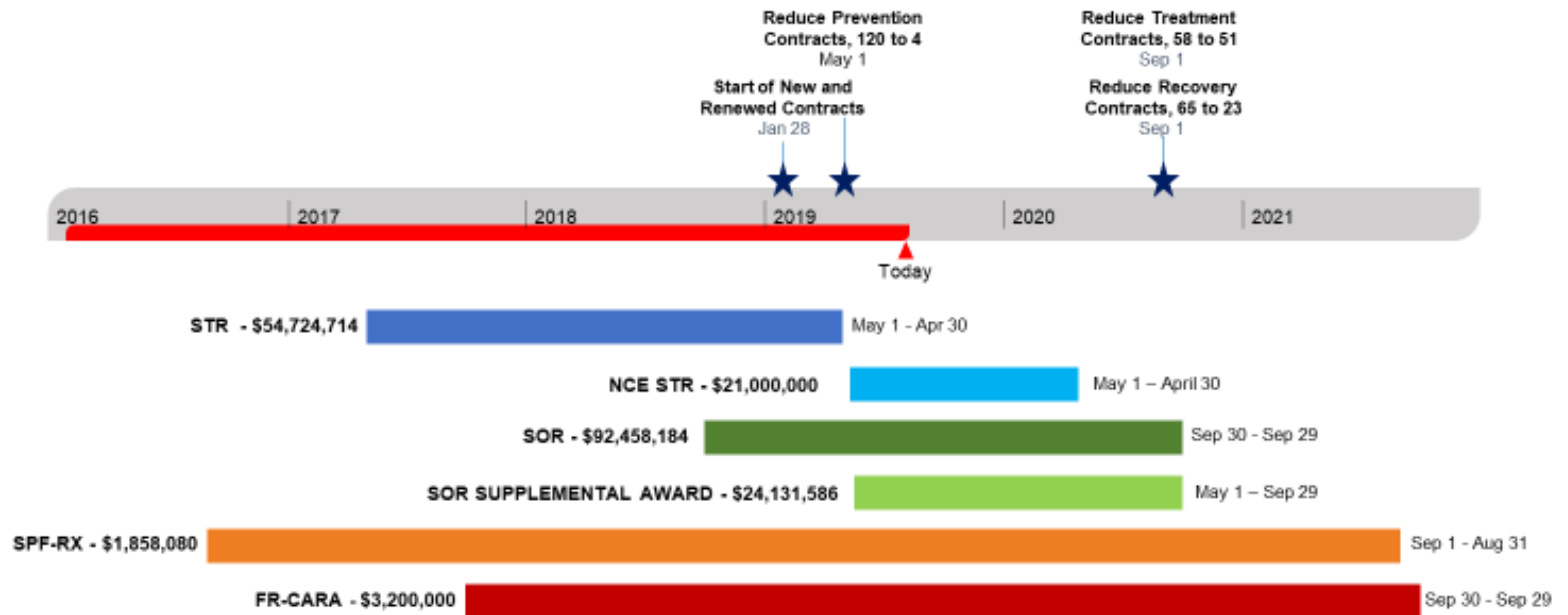 Reduce Prevention
Contracts, 120 to 4
May 1
Reduce Treatment
Contracts, 58 to 51
Sep 1
Start of New and
Renewed Contracts
Jan 28
Reduce Recovery
Contracts, 65 to 23
Sep 1
2016 2017 2018 2019 2020 2021
Today
STR - $54,724,714 May 1 - Apr 30
NCE STR - $21,000,000 May 1 – April 30
SOR - $92,458,184 Sep 30 - Sep 29
SOR SUPPLEMENTAL AWARD - $24,131,586 May 1 – Sep 29
SPF-RX - $1,858,080 Sep 1 - Aug 31
FR-CARA - $3,200,000 Sep 30 - Sep 29